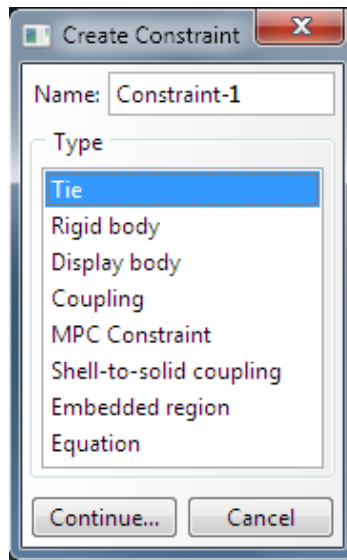 Create Constraint
Name: Constraint-1
Type
Tie
Rigid body
Display body
Coupling
MPC Constraint
Shell-to-solid coupling
Embedded region
Equation
Continue... Cancel